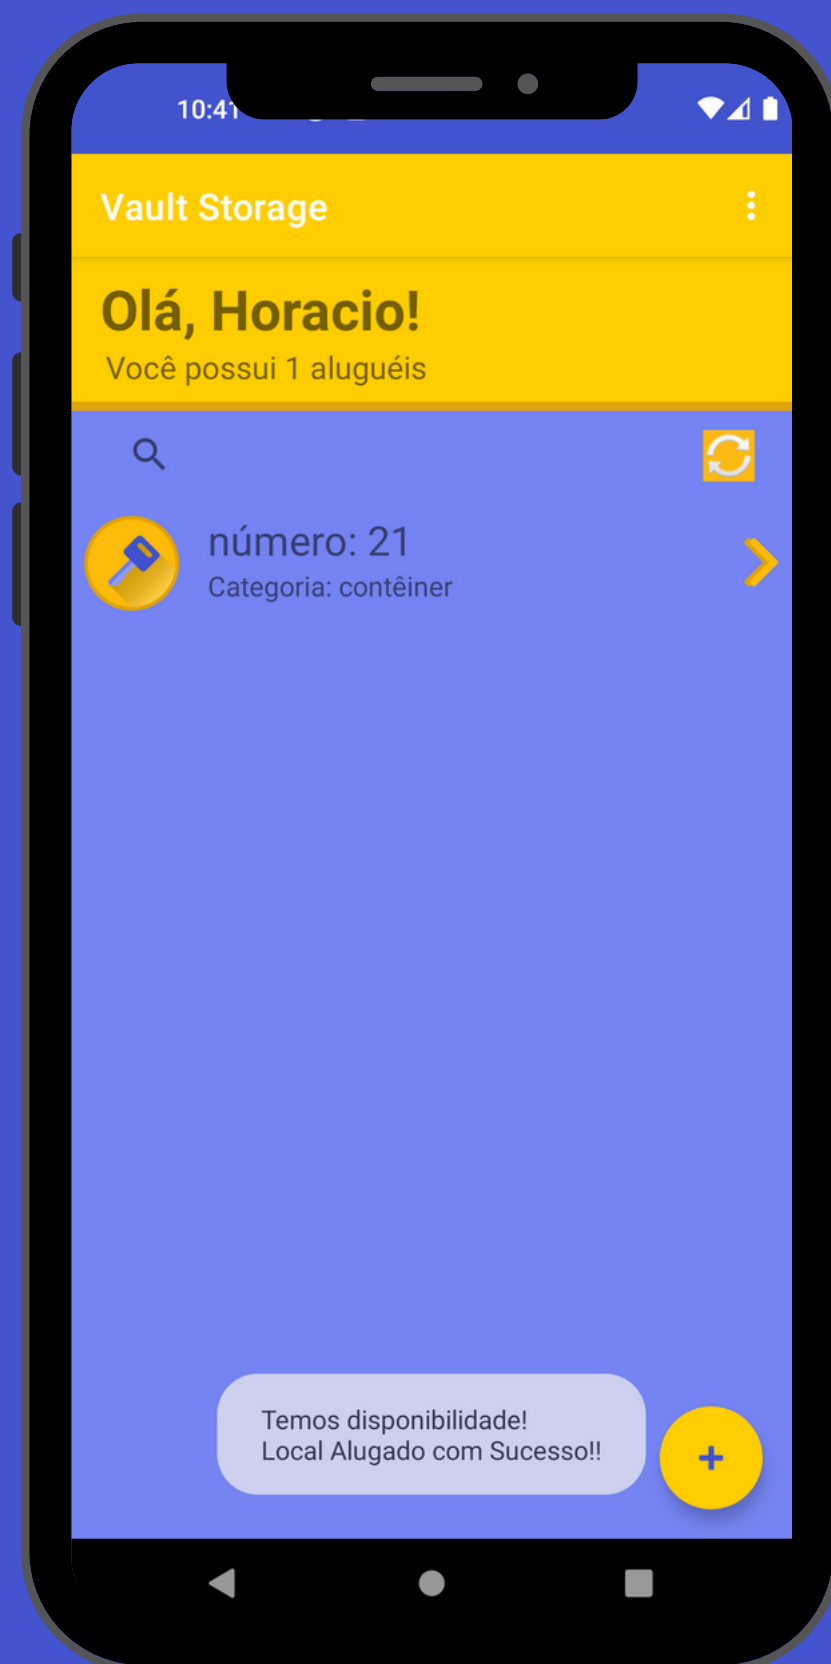 10:41
Vault Storage
Olá, Horacio!
Você possui 1 aluguéis
número: 21
Categoria: contêiner
Temos disponibilidade!
Local Alugado com Sucesso!!
+